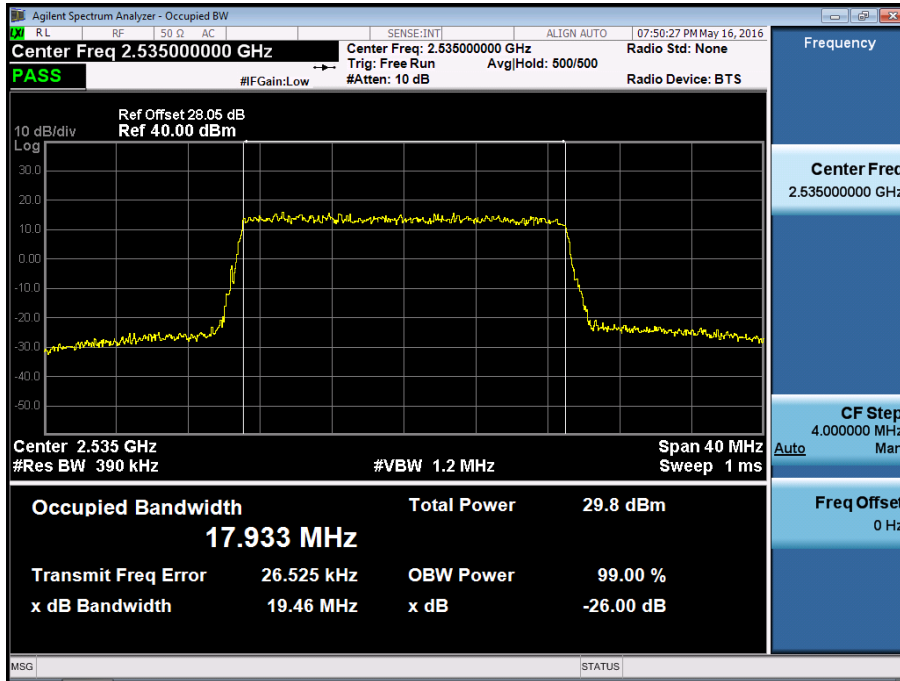 Agilent Spectrum Analyzer - Occupied BW
LXI RL RF 50 Ω AC SENSE:INT ALIGN AUTO 07:50:27 PM May 16, 2016
Center Freq 2.535000000 GHz
Center Freq: 2.535000000 GHz
Radio Std: None
Trig: Free Run Avg|Hold: 500/500
PASS
#IFGain:Low
#Atten: 10 dB
Radio Device: BTS
Ref Offset 28.05 dB
10 dB/div Ref 40.00 dBm
Log
30.0
20.0
10.0
0.00
-10.0
-20.0
-30.0
-40.0
-50.0
Center 2.535 GHz Span 40 MHz
#Res BW 390 kHz #VBW 1.2 MHz Sweep 1 ms
Occupied Bandwidth Total Power 29.8 dBm
17.933 MHz
Transmit Freq Error 26.525 kHz OBW Power 99.00 %
x dB Bandwidth 19.46 MHz x dB -26.00 dB
MSG STATUS
Frequency
Center Freq
2.535000000 GHz
CF Step
4.000000 MHz
Auto Man
Freq Offset
0 Hz